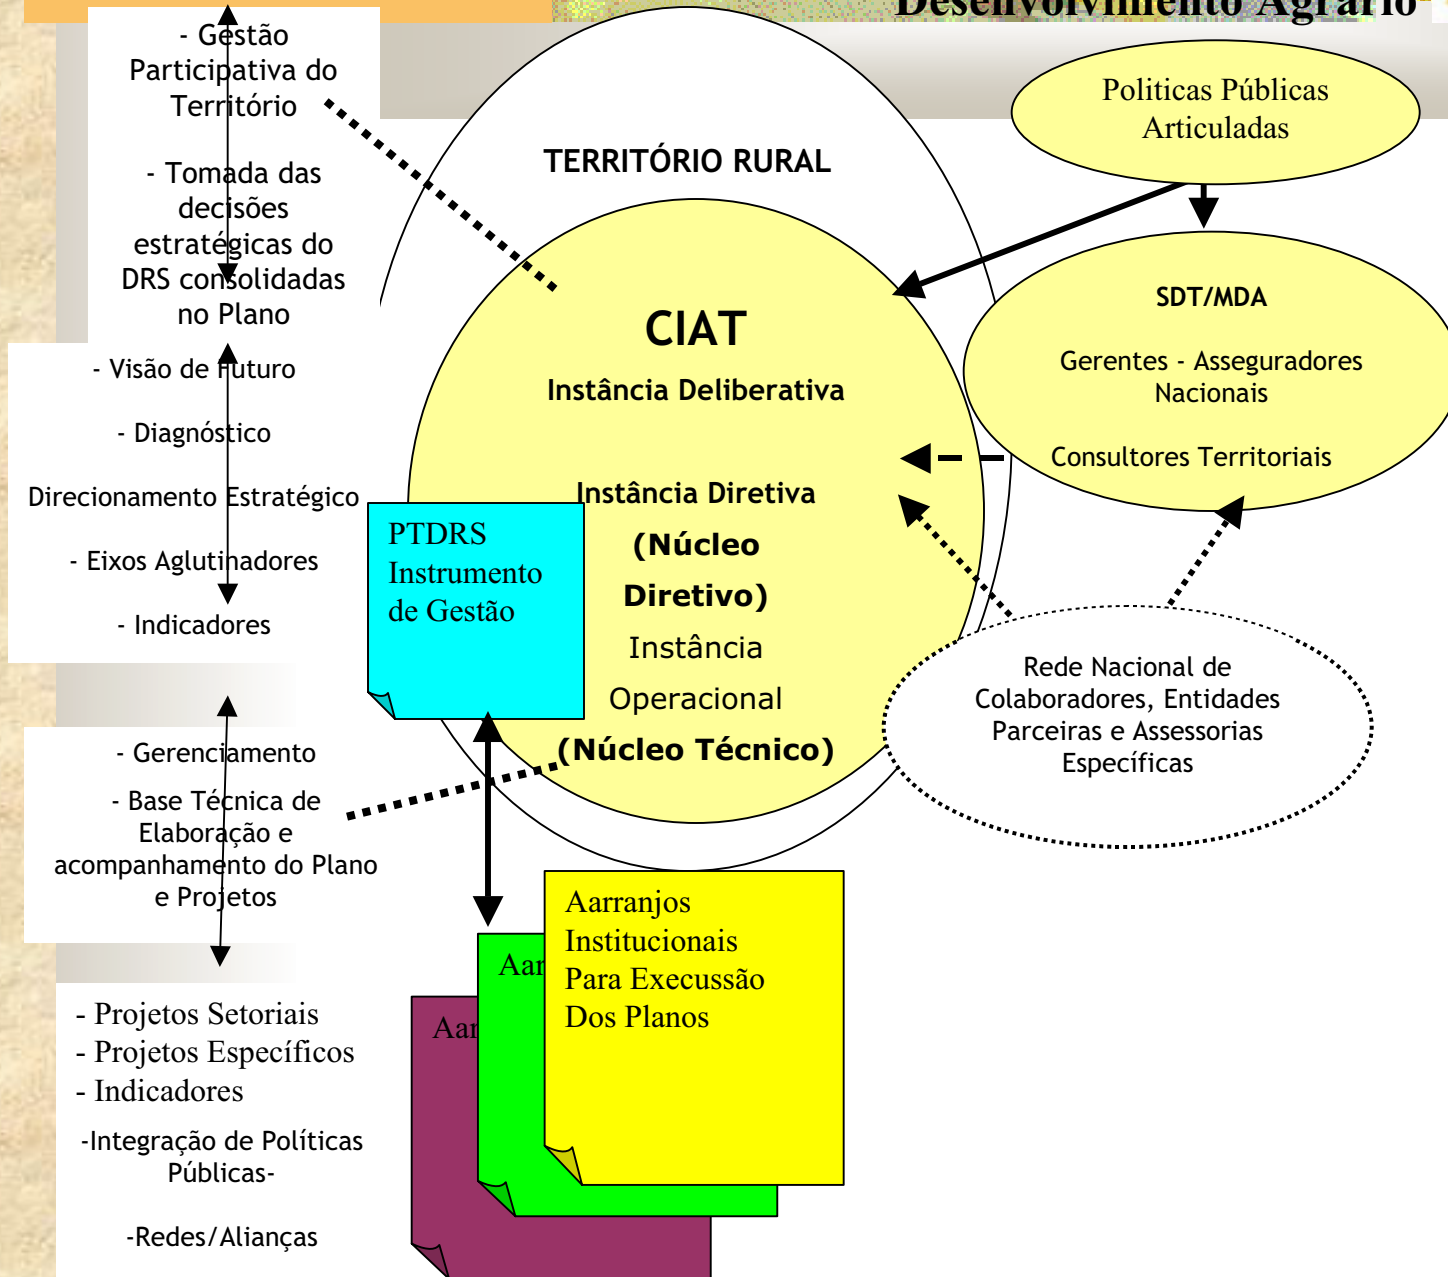 Desenvolvimento Agrário
- Gestão
Participativa do
Território
- Tomada das
decisões
estratégicas do
DRS consolidadas
no Plano
- Visão de Futuro
- Diagnóstico
Direcionamento Estratégico
- Eixos Aglutinadores
- Indicadores
- Gerenciamento
- Base Técnica de
Elaboração e
acompanhamento do Plano
e Projetos
- Projetos Setoriais
- Projetos Específicos
- Indicadores
-Integração de Políticas
Públicas-
-Redes/Alianças
TERRITÓRIO RURAL
CIAT
Instância Deliberativa
Instância Diretiva
(Núcleo
Diretivo)
Instância
Operacional
(Núcleo Técnico)
PTDRS
Instrumento
de Gestão
Aarranjos
Institucionais
Para Execussão
Dos Planos
Aar
Aar
Politicas Públicas
Articuladas
SDT/MDA
Gerentes - Asseguradores
Nacionais
Consultores Territoriais
Rede Nacional de
Colaboradores, Entidades
Parceiras e Assessorias
Específicas